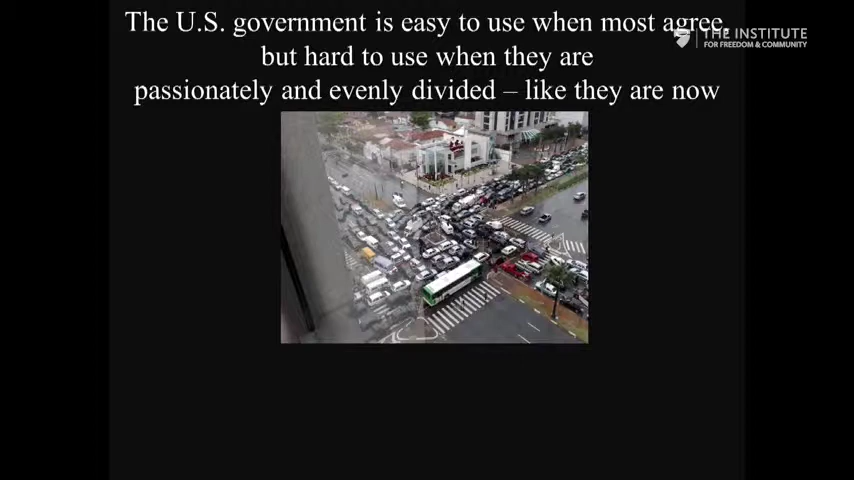 The U.S. government is easy to use when most agree,
but hard to use when they are
passionately and evenly divided – like they are now
THE INSTITUTE
FOR FREEDOM & COMMUNITY